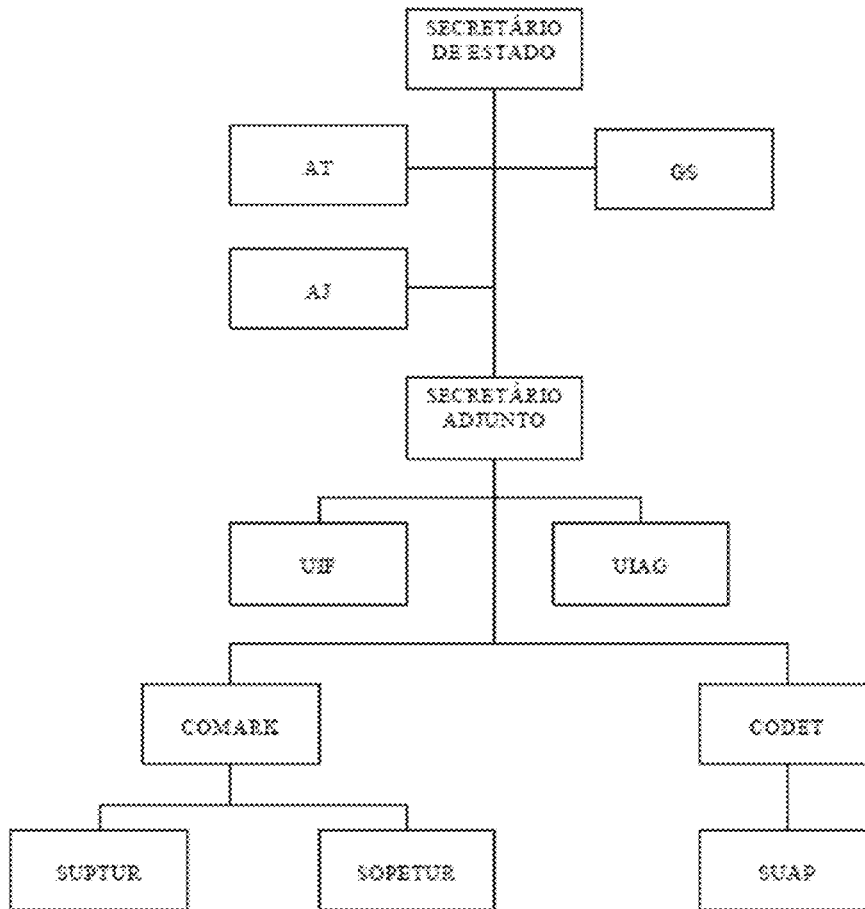 SECRETÁRIO
DE ESTADO
AT
GS
AJ
SECRETÁRIO
ADJUNTO
UIF
UIAG
COMARK
CODET
SUPTUR
SOPETUR
SUAP